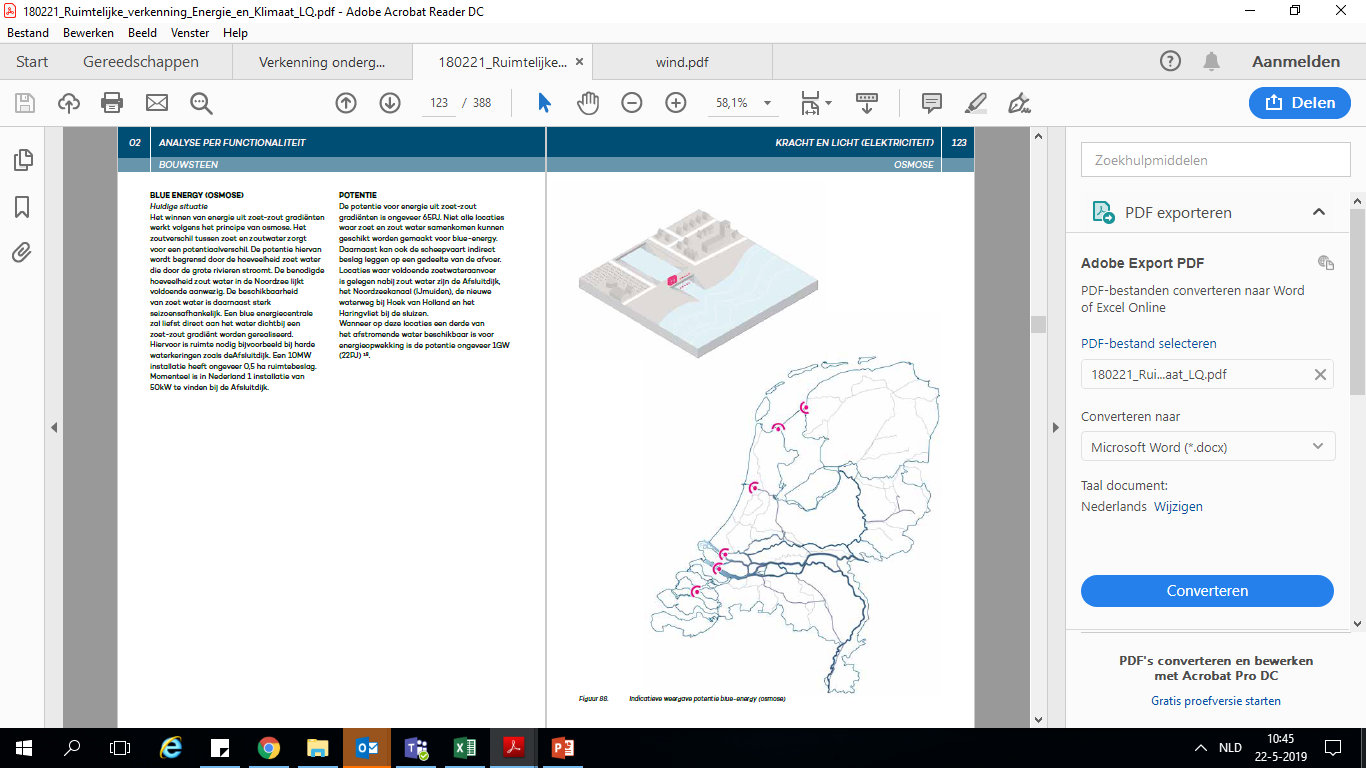 180221_Ruimtelijke_verkenning_Energie_en_Klimaat_LQ.pdf - Adobe Acrobat Reader DC
Bestand Bewerken Beeld Venster Help
Start Gereedschappen Verkenning onderg... 180221_Ruimtelijke... wind.pdf Aanmelden
123 / 388 58,1% Delen
02 ANALYSE PER FUNCTIONALITEIT
BOUWSTEEN
KRACHT EN LICHT (ELEKTRICITEIT) 123
OSMOSE
BLUE ENERGY (OSMOSE)
Huidige situatie
Het winnen van energie uit zoet-zout gradiënten
werkt volgens het principe van osmose. Het
zoutverschil tussen zoet en zoutwater zorgt
voor een potentiaalverschil. De potentie hiervan
wordt begrensd door de hoeveelheid zoet water
die door de grote rivieren stroomt. De benodigde
hoeveelheid zout water in de Noordzee lijkt
voldoende aanwezig. De beschikbaarheid
van zoet water is daarnaast sterk
seizoensafhankelijk. Een blue energiecentrale
zal liefst direct aan het water dichtbij een
zoet-zout gradiënt worden gerealiseerd.
Hiervoor is ruimte nodig bijvoorbeeld bij harde
waterkeringen zoals deAfsluitdijk. Een 10MW
installatie heeft ongeveer 0,5 ha ruimtebeslag.
Momenteel is in Nederland 1 installatie van
50kW te vinden bij de Afsluitdijk.
POTENTIE
De potentie voor energie uit zoet-zout
gradiënten is ongeveer 65PJ. Niet alle locaties
waar zoet en zout water samenkomen kunnen
geschikt worden gemaakt voor blue-energy.
Daarnaast kan ook de scheepvaart indirect
beslag leggen op een gedeelte van de afvoer.
Locaties waar voldoende zoetwateraanvoer
is gelegen nabij zout water zijn de Afsluitdijk,
het Noordzeekanaal (IJmuiden), de nieuwe
waterweg bij Hoek van Holland en het
Haringvliet bij de sluizen.
Wanneer op deze locaties een derde van
het afstromende water beschikbaar is voor
energieopwekking is de potentie ongeveer 1GW
(22PJ) ¹⁸.
Figuur 88. Indicatieve weergave potentie blue-energy (osmose)
Zoekhulpmiddelen
PDF exporteren
Adobe Export PDF
PDF-bestanden converteren naar Word
of Excel Online
PDF-bestand selecteren
180221_Rui...aat_LQ.pdf
Converteren naar
Microsoft Word (*.docx)
Taal document:
Nederlands Wijzigen
Converteren
PDF's converteren en bewerken
met Acrobat Pro DC
Gratis proefversie starten
NLD
10:45
22-5-2019